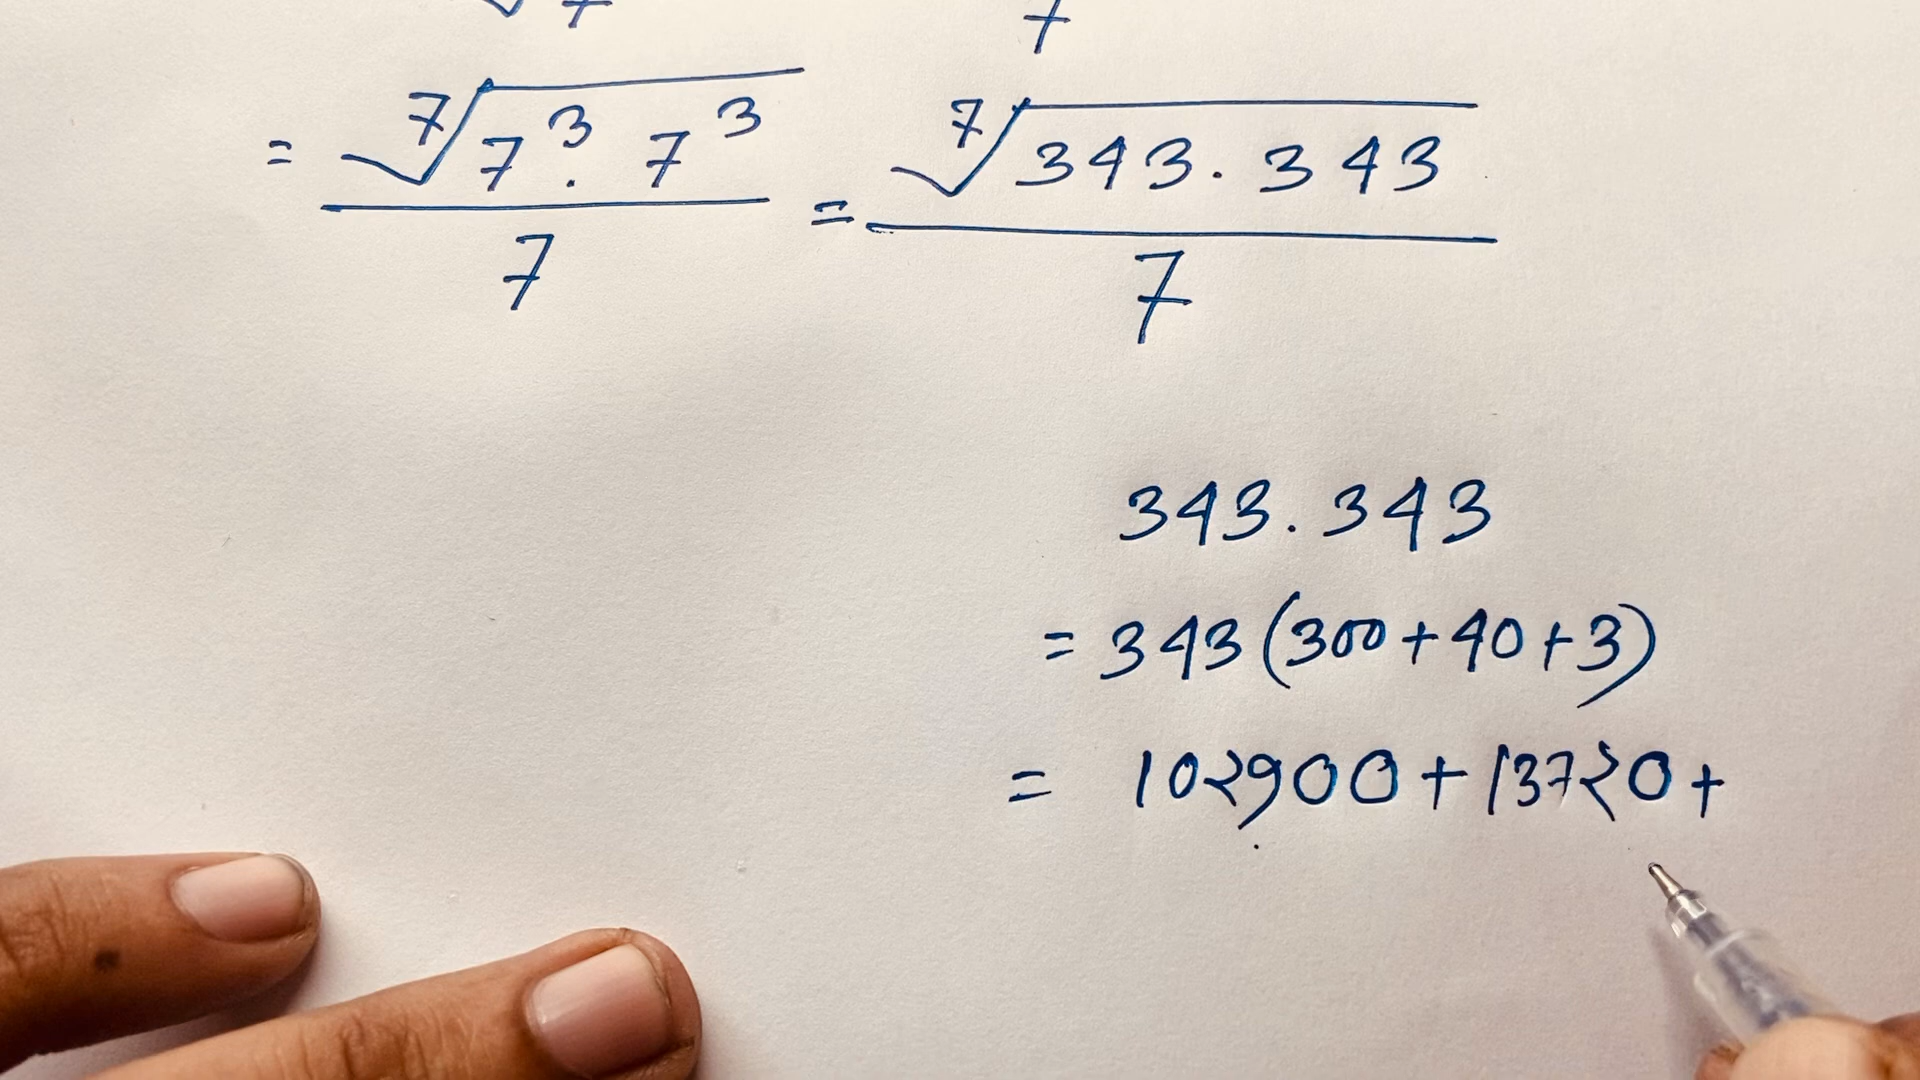 = ⁷√(7³ . 7³) / 7 = ⁷√(343 . 343) / 7
343 . 343
= 343 (300 + 40 + 3)
= 102900 + 13720 +